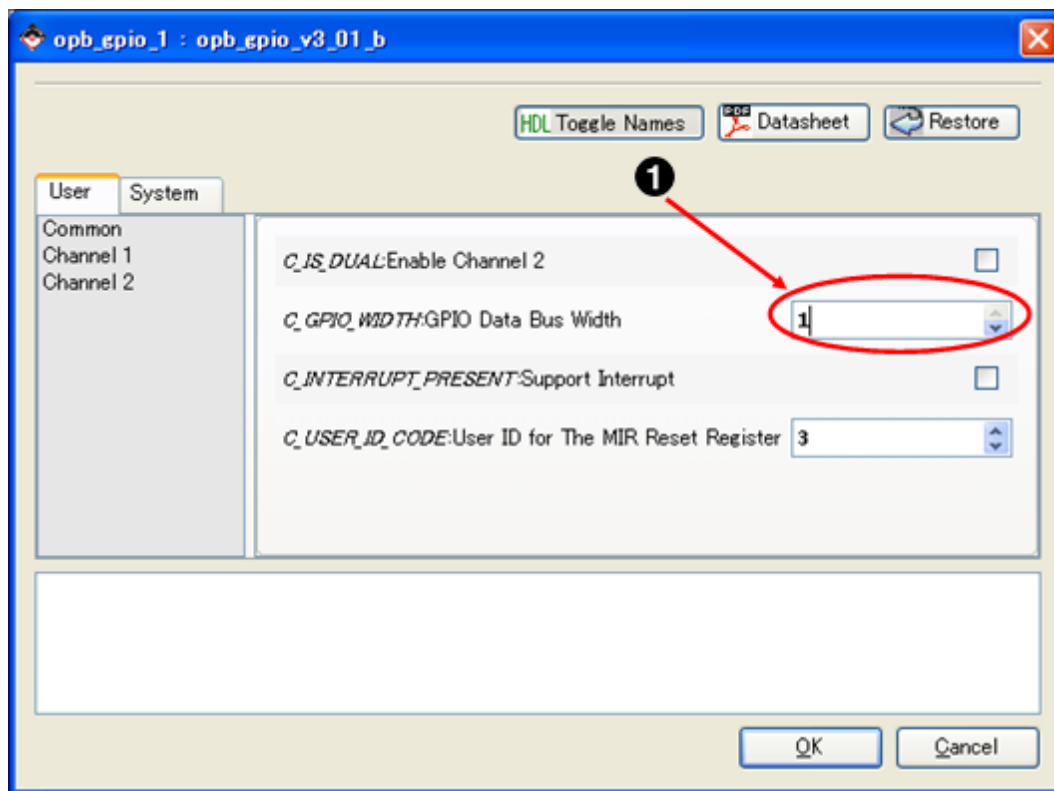 opb_gpio_1 : opb_gpio_v3_01_b
HDL Toggle Names
PDF Datasheet
Restore
1
User
System
Common
Channel 1
Channel 2
C_IS_DUAL:Enable Channel 2
C_GPIO_WIDTH:GPIO Data Bus Width
1
C_INTERRUPT_PRESENT:Support Interrupt
C_USER_ID_CODE:User ID for The MIR Reset Register
3
OK
Cancel